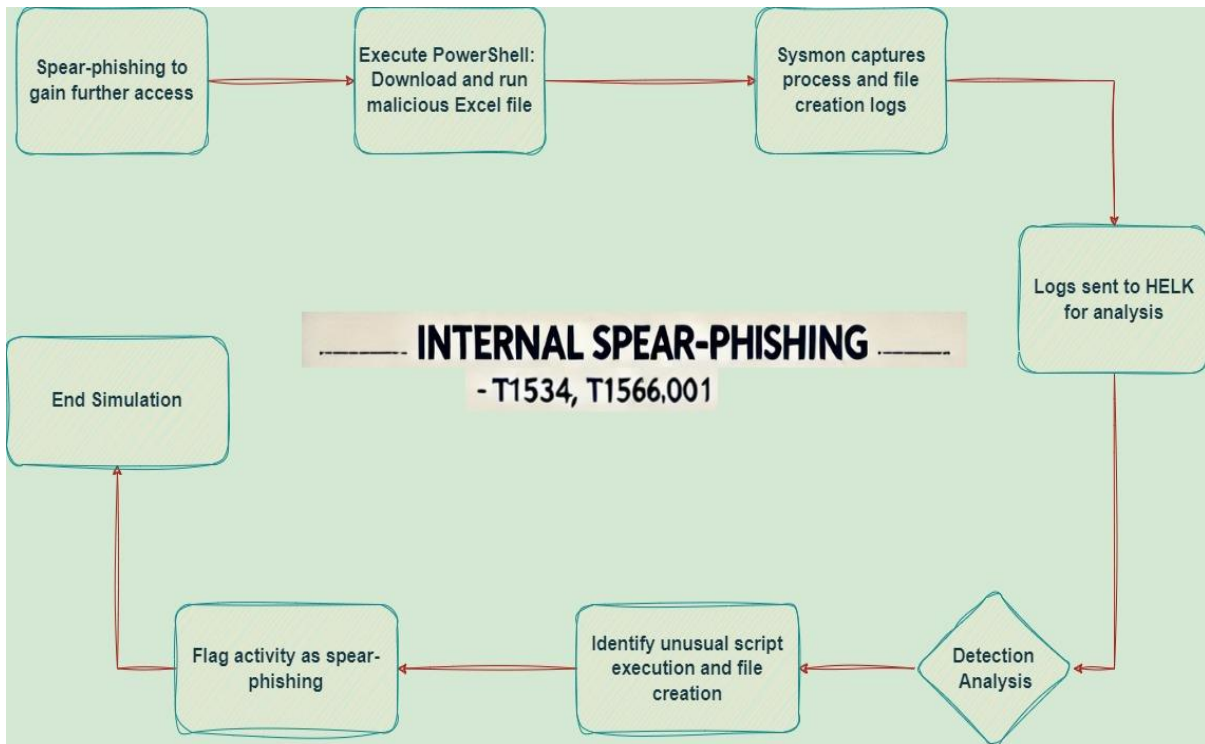 Spear-phishing to
gain further access
Execute PowerShell:
Download and run
malicious Excel file
Sysmon captures
process and file
creation logs
Logs sent to HELK
for analysis
INTERNAL SPEAR-PHISHING
- T1534, T1566.001
End Simulation
Flag activity as spear-
phishing
Identify unusual script
execution and file
creation
Detection
Analysis